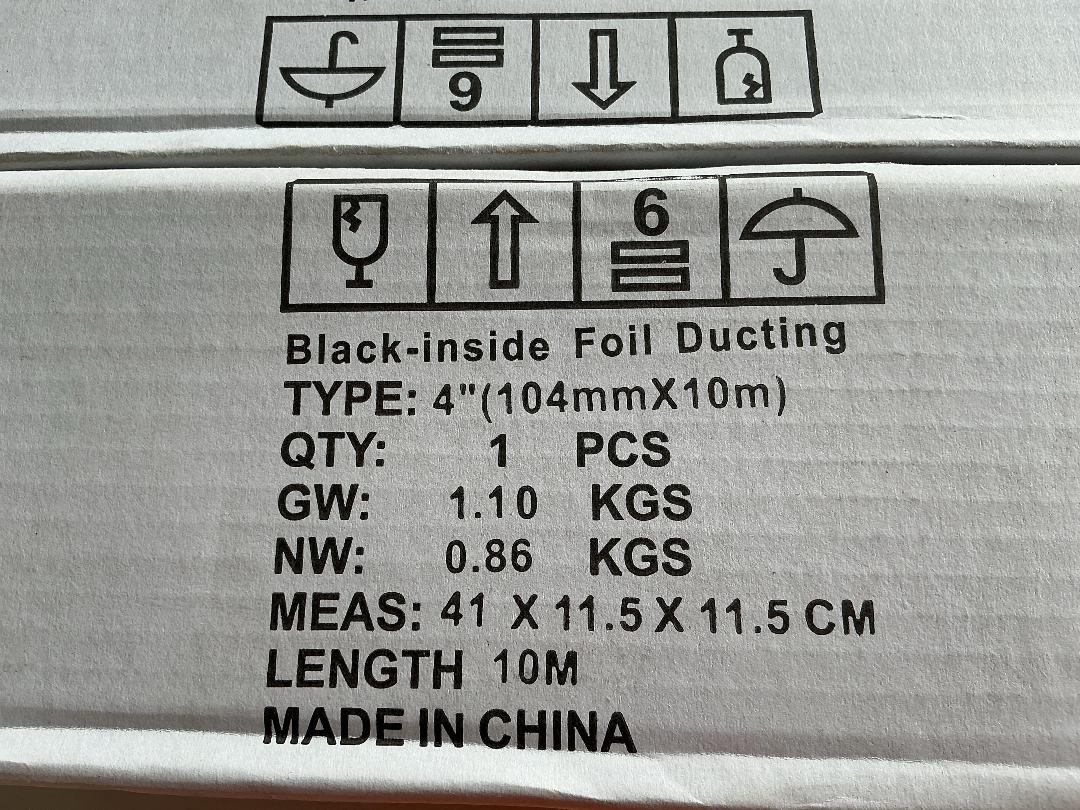 6
6
Black-inside Foil Ducting
TYPE: 4"(104mmX10m)
QTY: 1 PCS
GW: 1.10 KGS
NW: 0.86 KGS
MEAS: 41 X 11.5 X 11.5 CM
LENGTH 10M
MADE IN CHINA